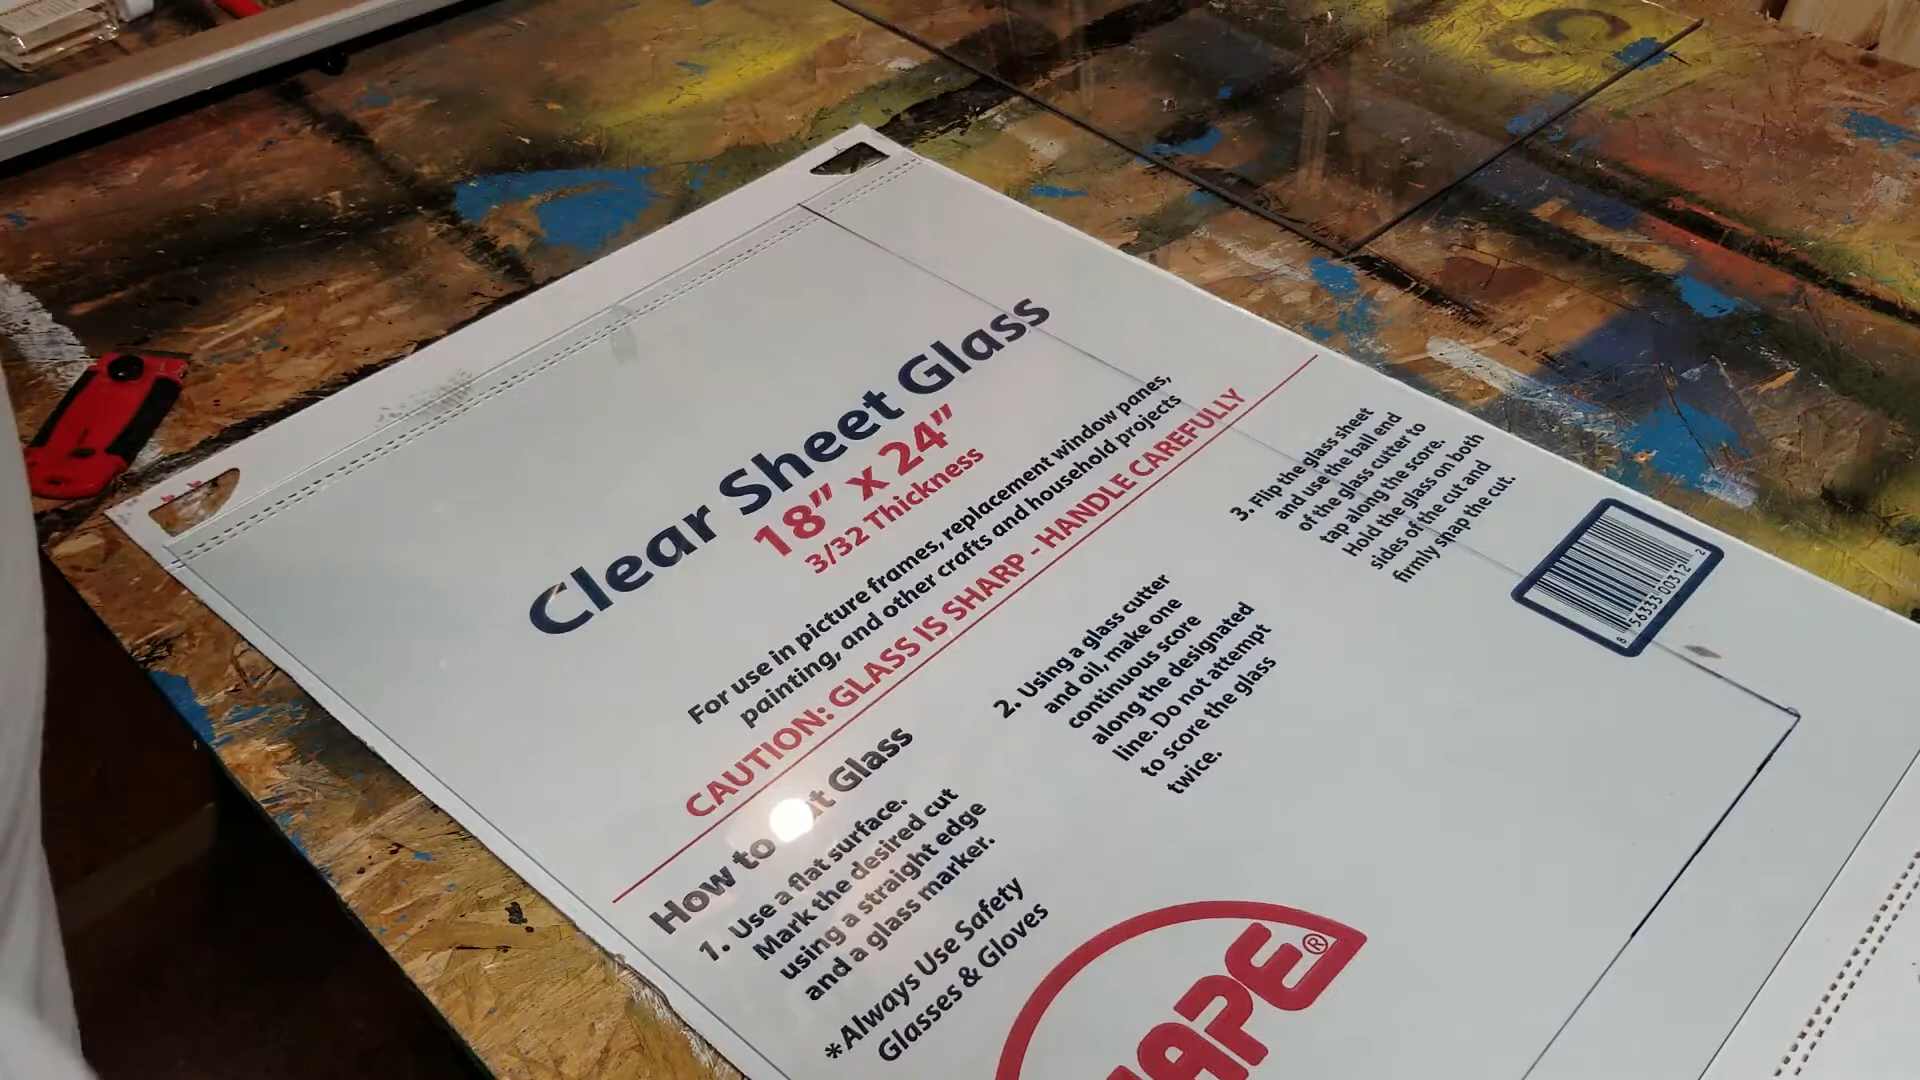 Clear Sheet Glass
18” x 24”
3/32 Thickness
For use in picture frames, replacement window panes,
painting, and other crafts and household projects
CAUTION: GLASS IS SHARP - HANDLE CAREFULLY
How to Glass
1. Use a flat surface.
Mark the desired cut
using a straight edge
and a glass marker.
*Always Use Safety
Glasses & Gloves
2. Using a glass cutter
and oil, make one
continuous score
along the designated
line. Do not attempt
to score the glass
twice.
3. Flip the glass sheet
and use the ball end
of the glass cutter to
tap along the score.
Hold the glass on both
sides of the cut and
firmly snap the cut.
8 56333 00312 2
APE®